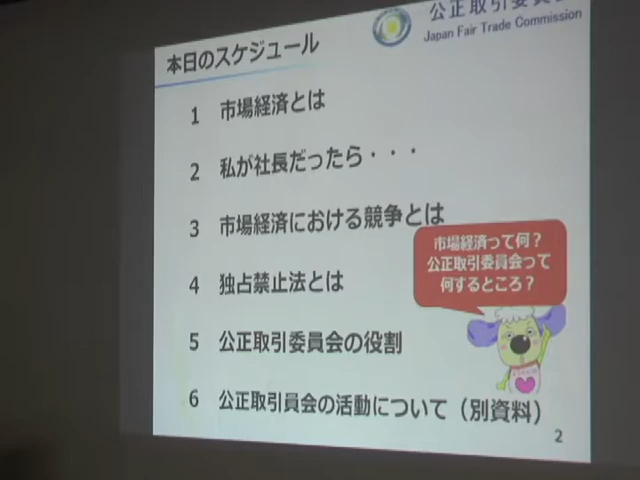 公正取引委員会
Japan Fair Trade Commission
本日のスケジュール
1 市場経済とは
2 私が社長だったら・・・
3 市場経済における競争とは
4 独占禁止法とは
5 公正取引委員会の役割
6 公正取引員会の活動について（別資料）
市場経済って何？
公正取引委員会って
何するところ？
2